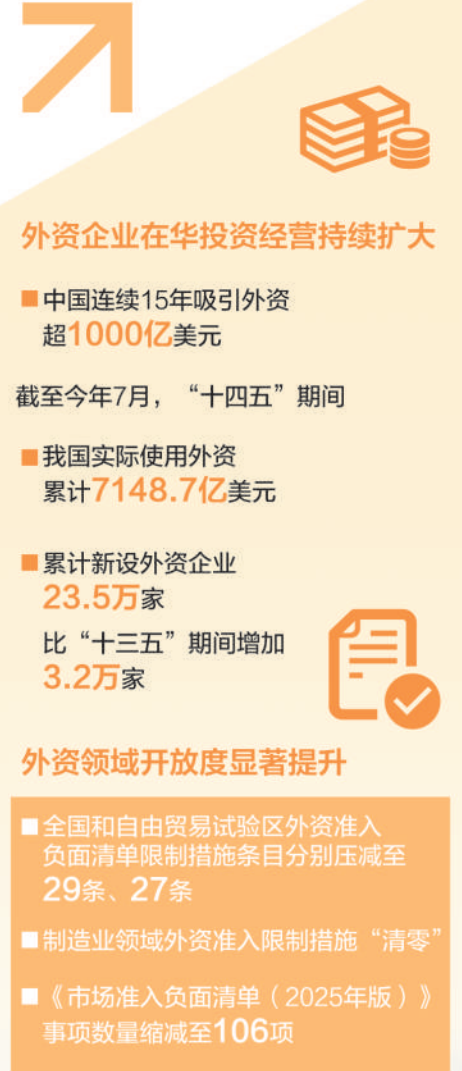 外资企业在华投资经营持续扩大
中国连续15年吸引外资
超1000亿美元
截至今年7月，“十四五”期间
我国实际使用外资
累计7148.7亿美元
累计新设外资企业
23.5万家
比“十三五”期间增加
3.2万家
外资领域开放度显著提升
全国和自由贸易试验区外资准入
负面清单限制措施条目分别压减至
29条、27条
制造业领域外资准入限制措施“清零”
《市场准入负面清单（2025年版）》
事项数量缩减至106项